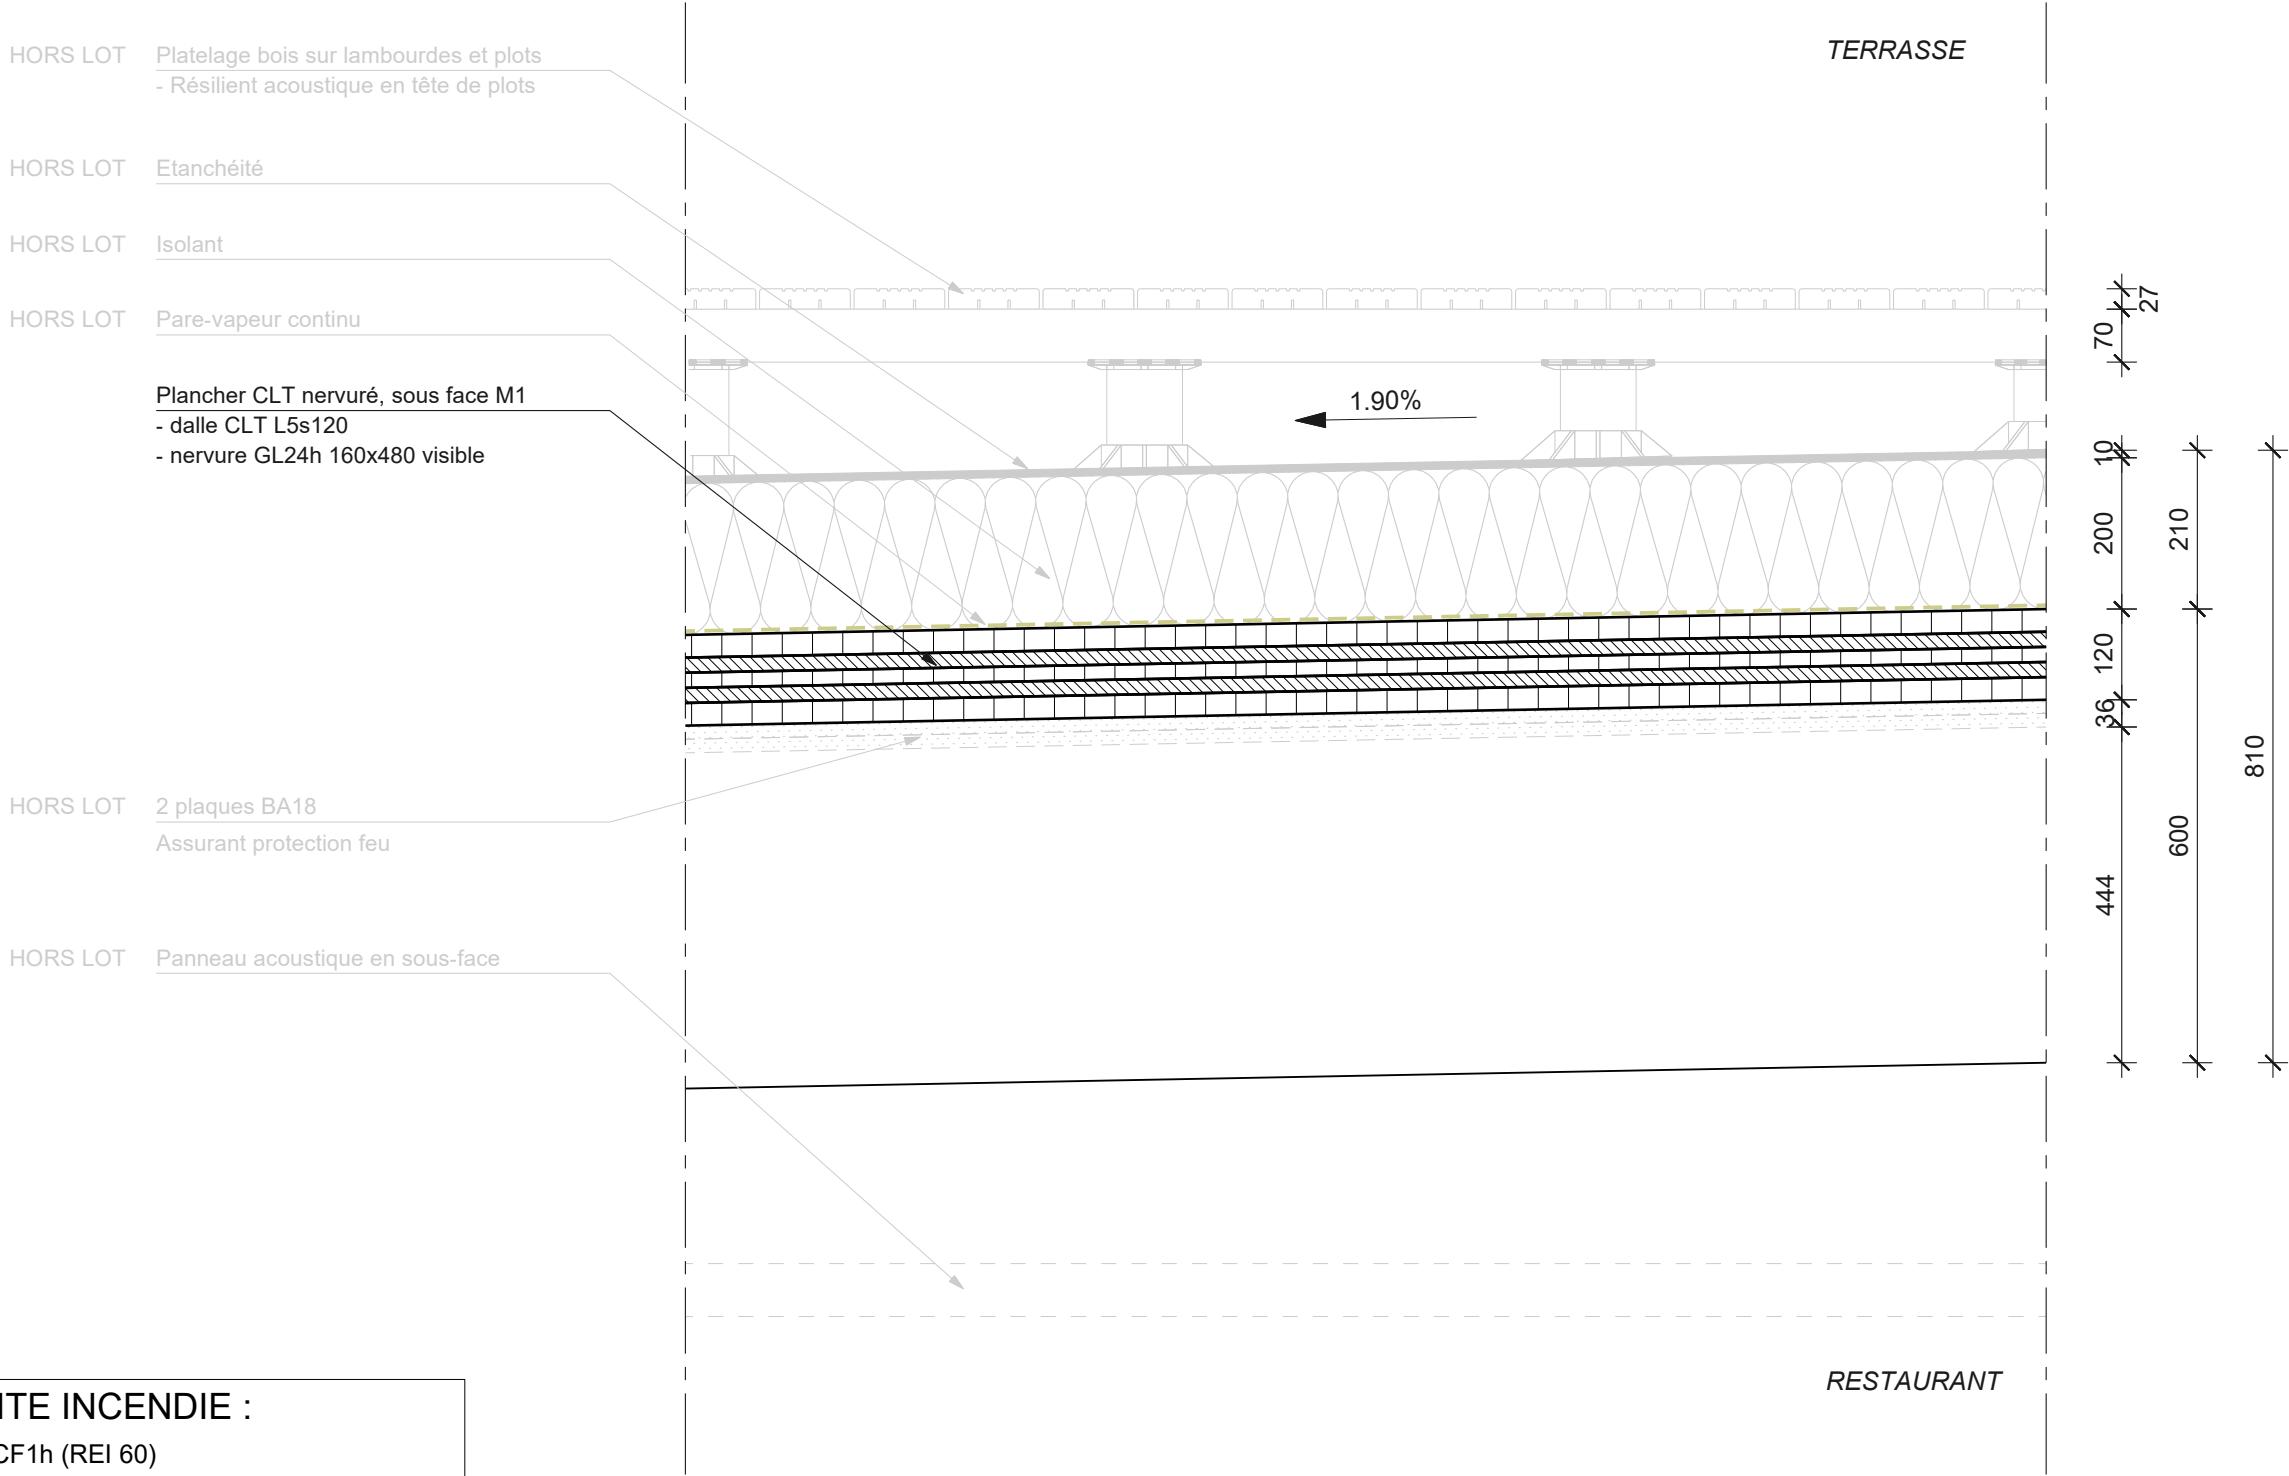 TERRASSE
HORS LOT Platelage bois sur lambourdes et plots
- Résilient acoustique en tête de plots
HORS LOT Etanchéité
HORS LOT Isolant
HORS LOT Pare-vapeur continu
Plancher CLT nervuré, sous face M1
- dalle CLT L5s120
- nervure GL24h 160x480 visible
HORS LOT 2 plaques BA18
Assurant protection feu
HORS LOT Panneau acoustique en sous-face
1.90%
27
70
10
200
210
120
36
444
600
810
RESTAURANT
INCENDIE :
CF1h (REI 60)